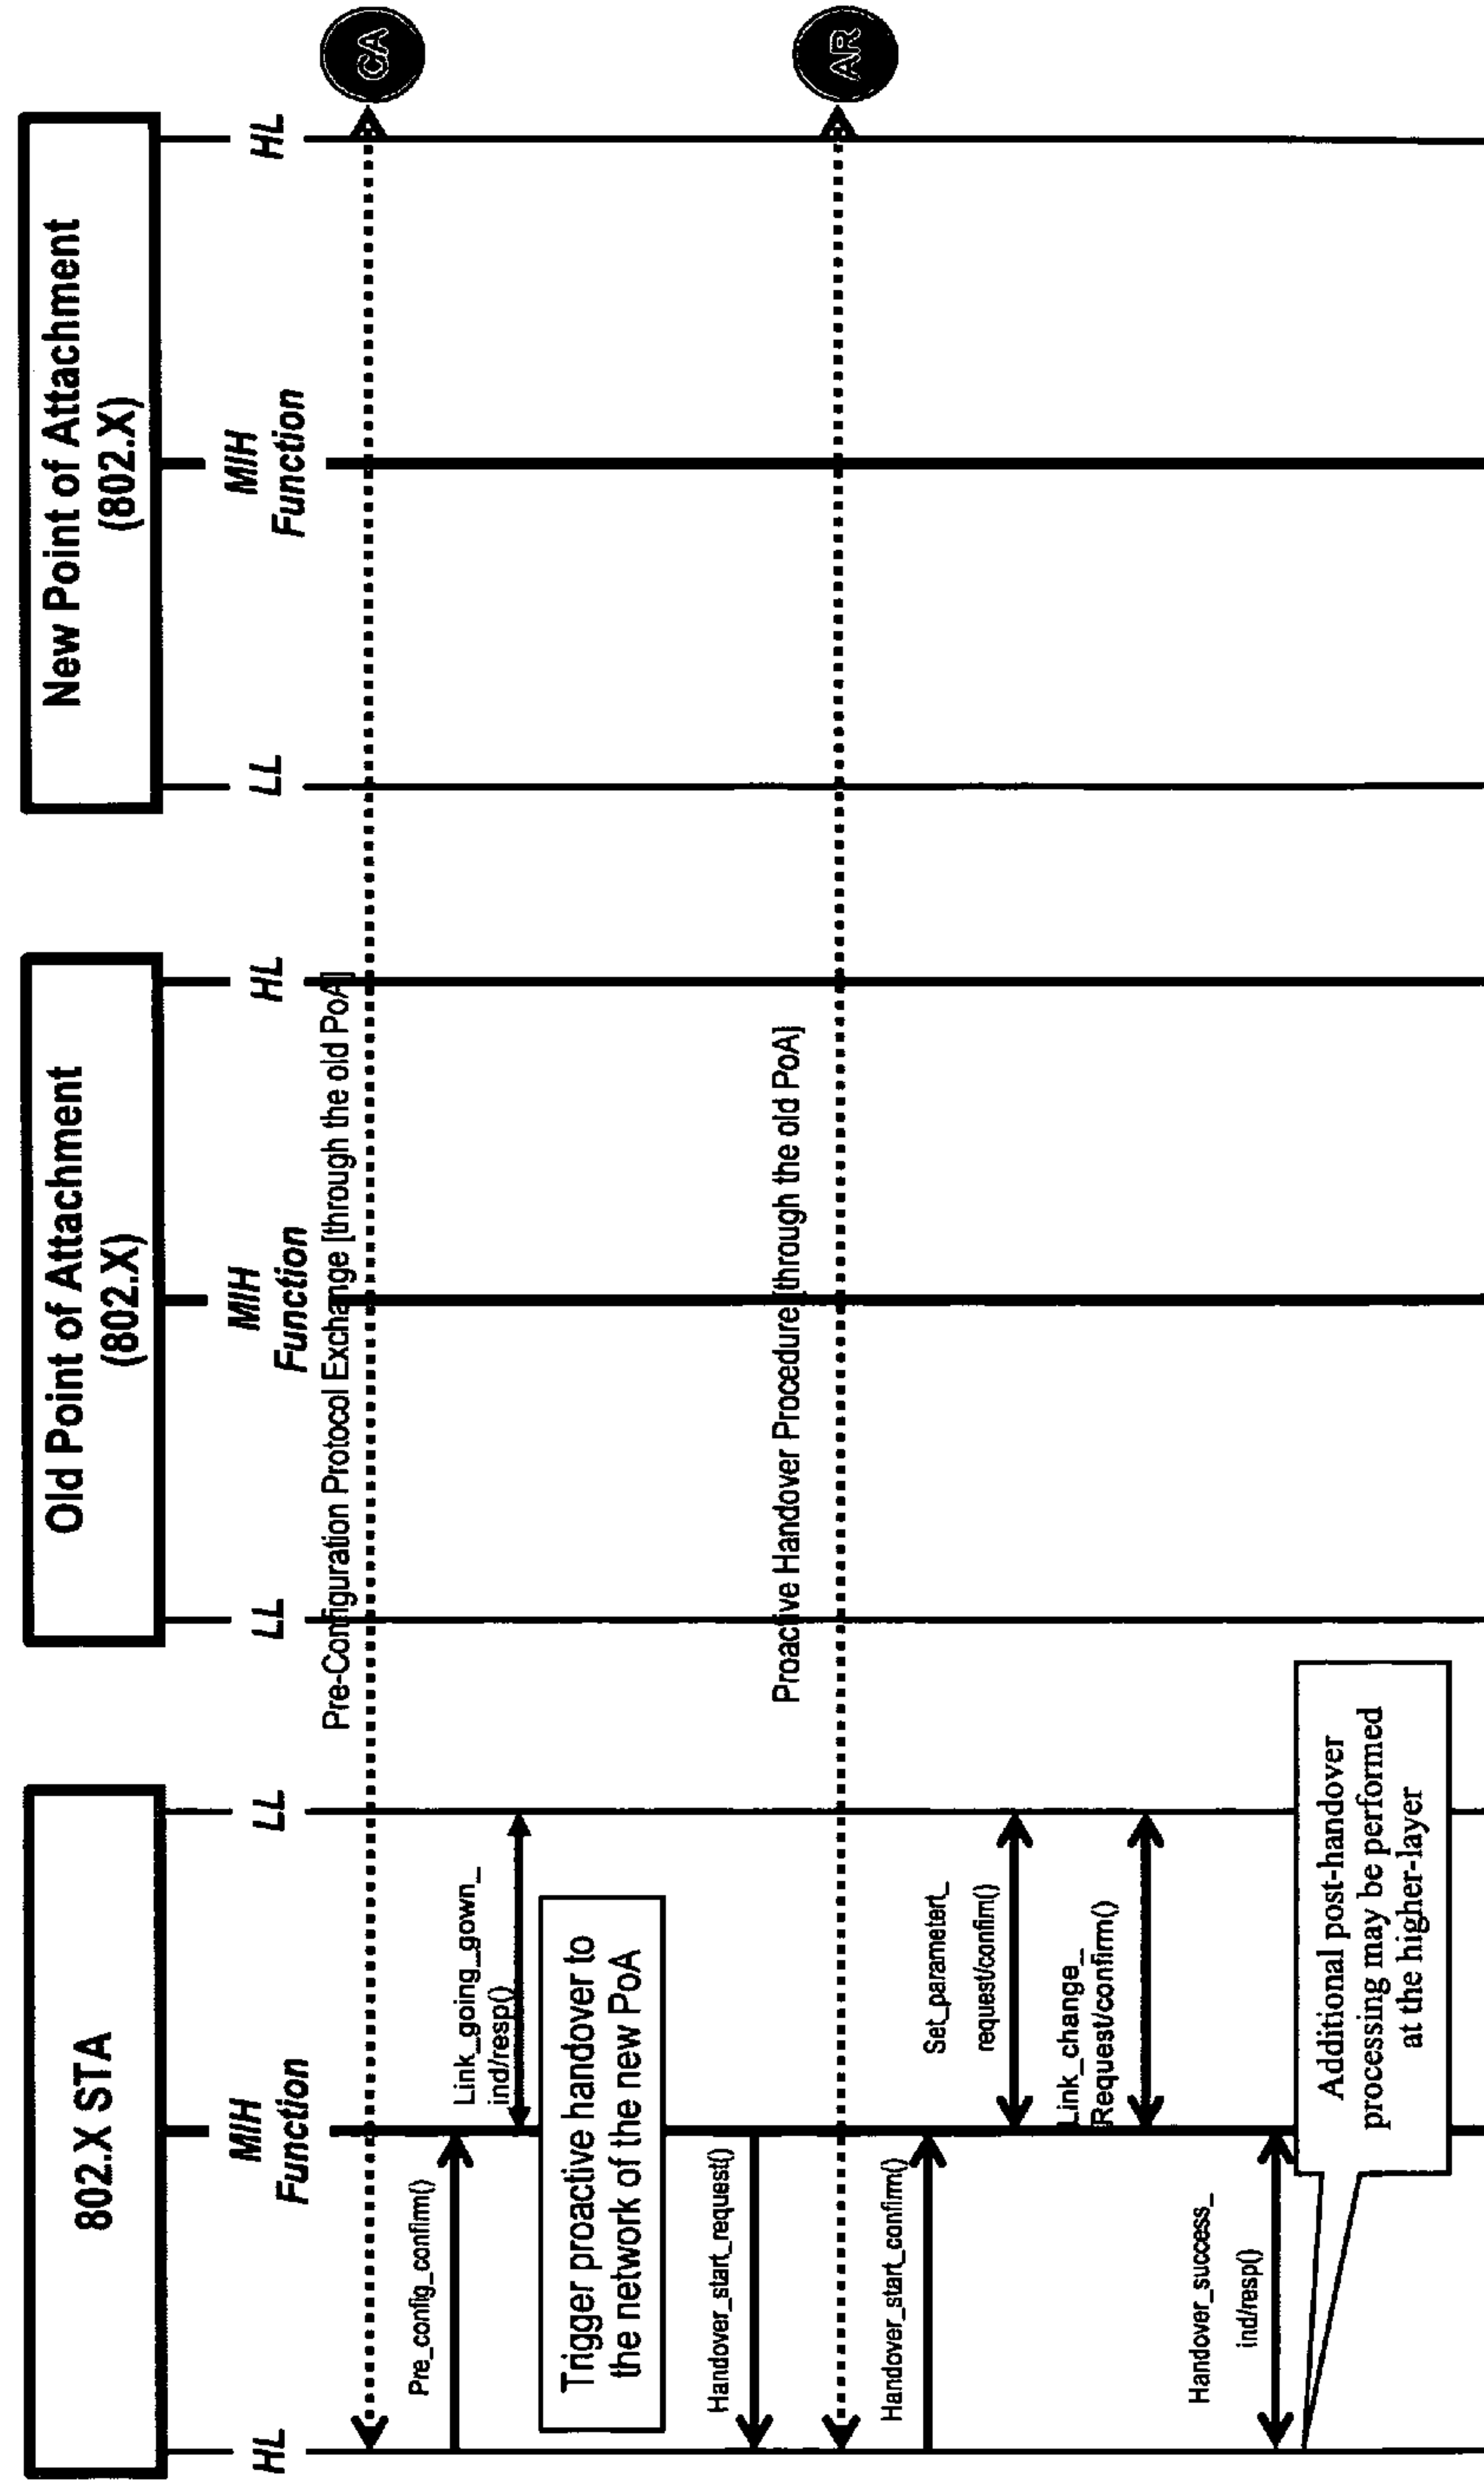 802.X STA
Old Point of Attachment
(802.X)
New Point of Attachment
(802.X)
HL
MIH
Function
LL
LL
MIH
Function
HL
LL
MIH
Function
HL
Pre-Configuration Protocol Exchange [through the old PoA]
CA
Pre_config_confirm()
Link_going_gown_
ind/resp()
Trigger proactive handover to
the network of the new PoA
Handover_start_request()
Proactive Handover Procedure [through the old PoA]
AR
Handover_start_confirm()
Set_parametert_
request/confirm()
Link_change_
Request/confirm()
Handover_success_
ind/resp()
Additional post-handover
processing may be performed
at the higher-layer